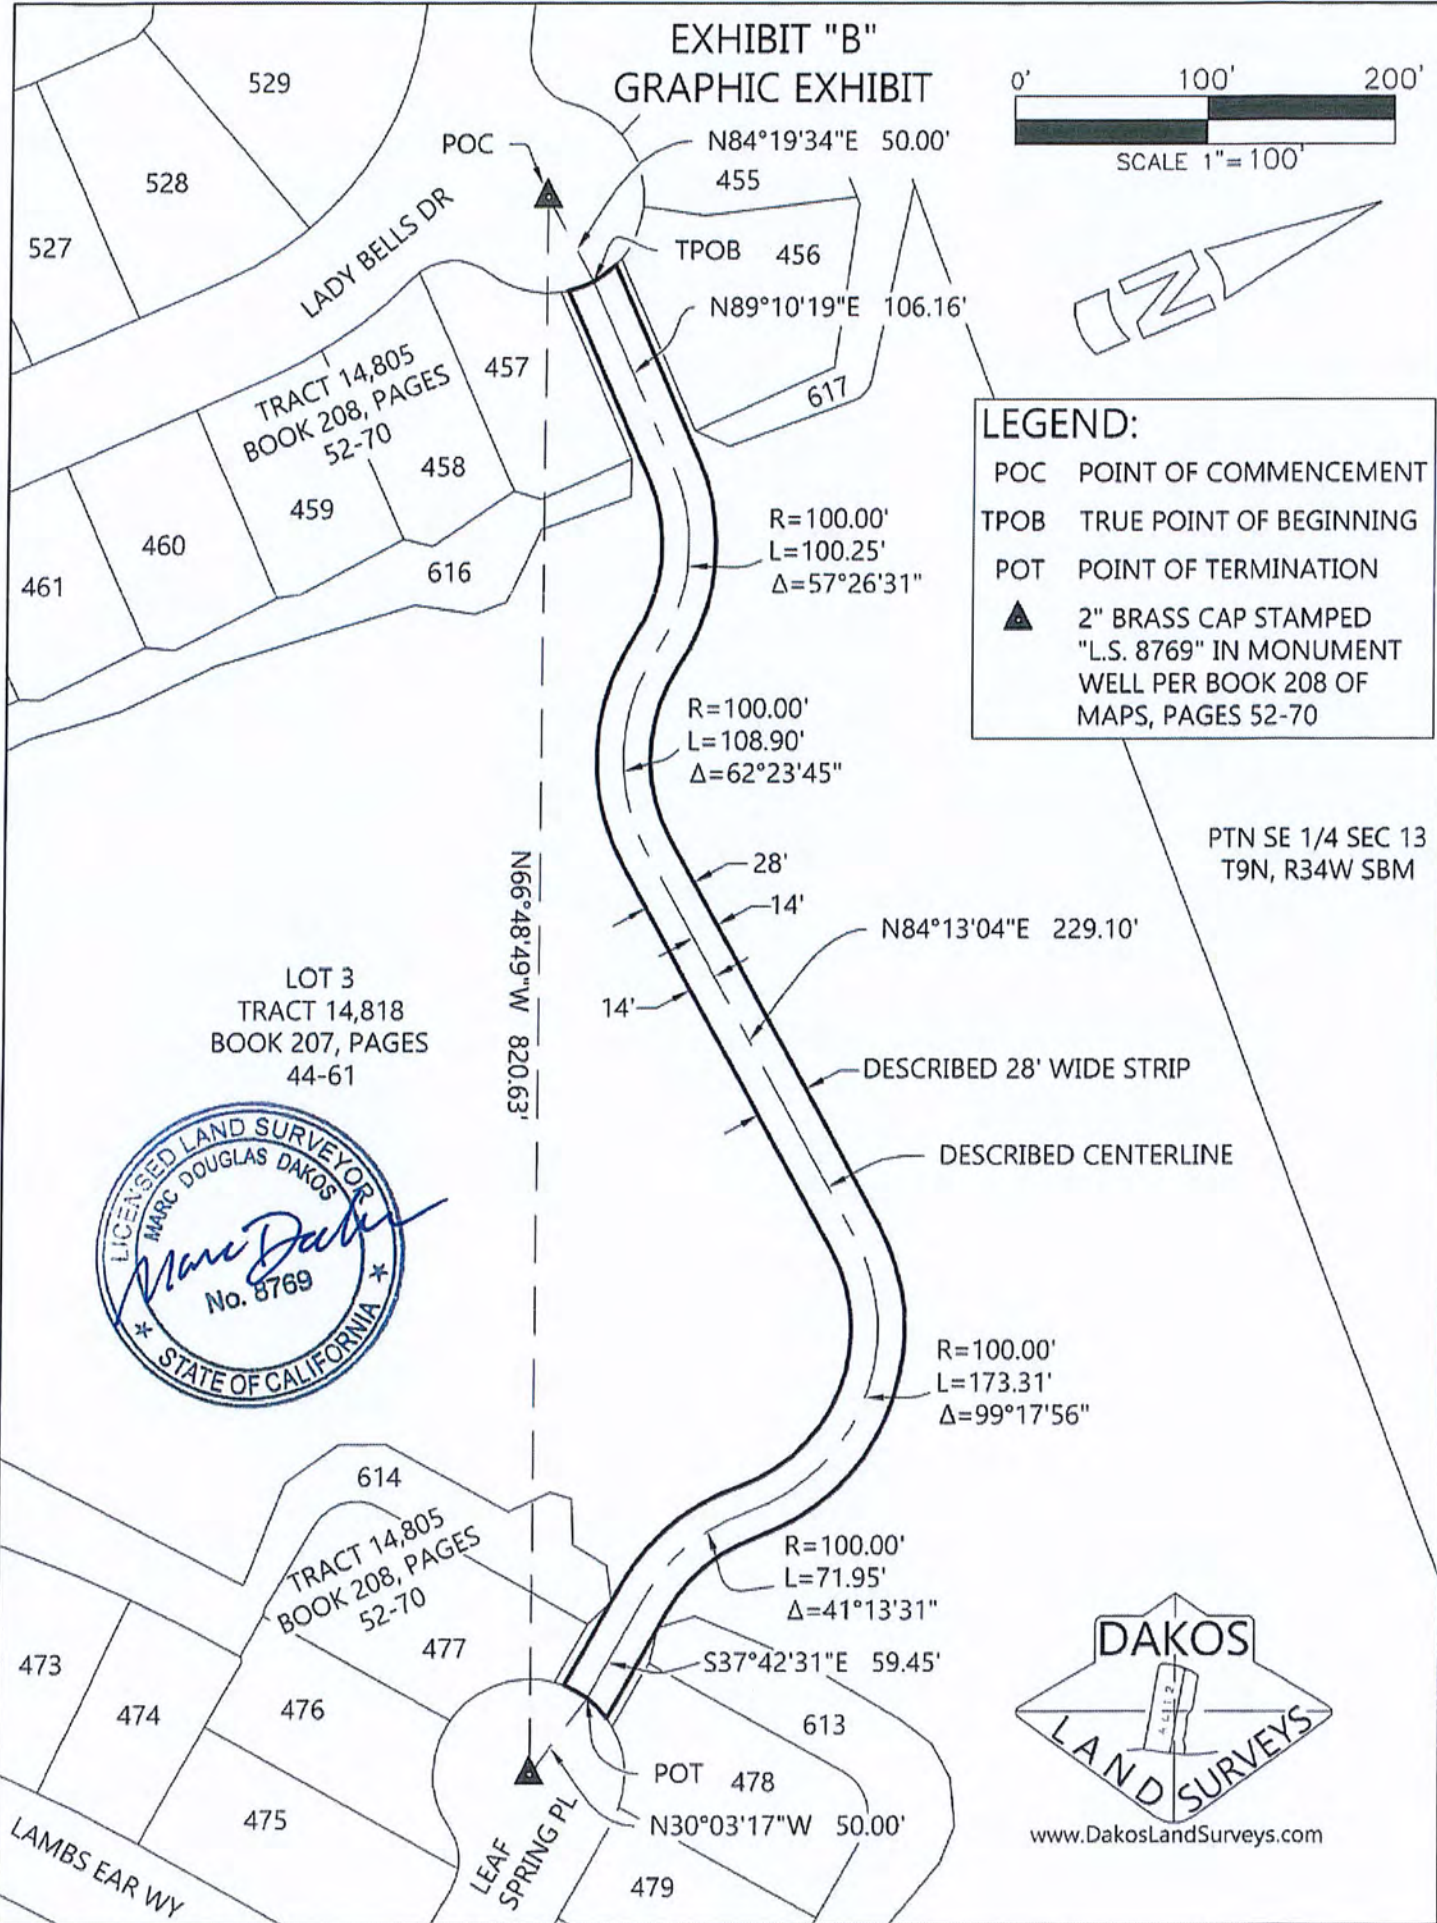 EXHIBIT "B"
GRAPHIC EXHIBIT
0' 100' 200'
SCALE 1"= 100'
N
529
528
527
POC
N84°19'34"E 50.00'
455
LADY BELLS DR
TPOB 456
N89°10'19"E 106.16'
617
TRACT 14,805
BOOK 208, PAGES
52-70
457
458
459
460
461
616
LEGEND:
POC POINT OF COMMENCEMENT
TPOB TRUE POINT OF BEGINNING
POT POINT OF TERMINATION
2" BRASS CAP STAMPED
"L.S. 8769" IN MONUMENT
WELL PER BOOK 208 OF
MAPS, PAGES 52-70
R=100.00'
L=100.25'
Δ=57°26'31"
R=100.00'
L=108.90'
Δ=62°23'45"
PTN SE 1/4 SEC 13
T9N, R34W SBM
28'
14'
N84°13'04"E 229.10'
14'
N66°48'49"W 820.63'
LOT 3
TRACT 14,818
BOOK 207, PAGES
44-61
DESCRIBED 28' WIDE STRIP
DESCRIBED CENTERLINE
LICENSED LAND SURVEYOR
MARC DOUGLAS DAKOS
Marc Dakos
No. 8769
STATE OF CALIFORNIA
R=100.00'
L=173.31'
Δ=99°17'56"
614
TRACT 14,805
BOOK 208, PAGES
52-70
R=100.00'
L=71.95'
Δ=41°13'31"
S37°42'31"E 59.45'
473
474
475
476
477
613
POT 478
N30°03'17"W 50.00'
479
LEAF
SPRING PL
LAMBS EAR WY
DAKOS
LAND SURVEYS
www.DakosLandSurveys.com